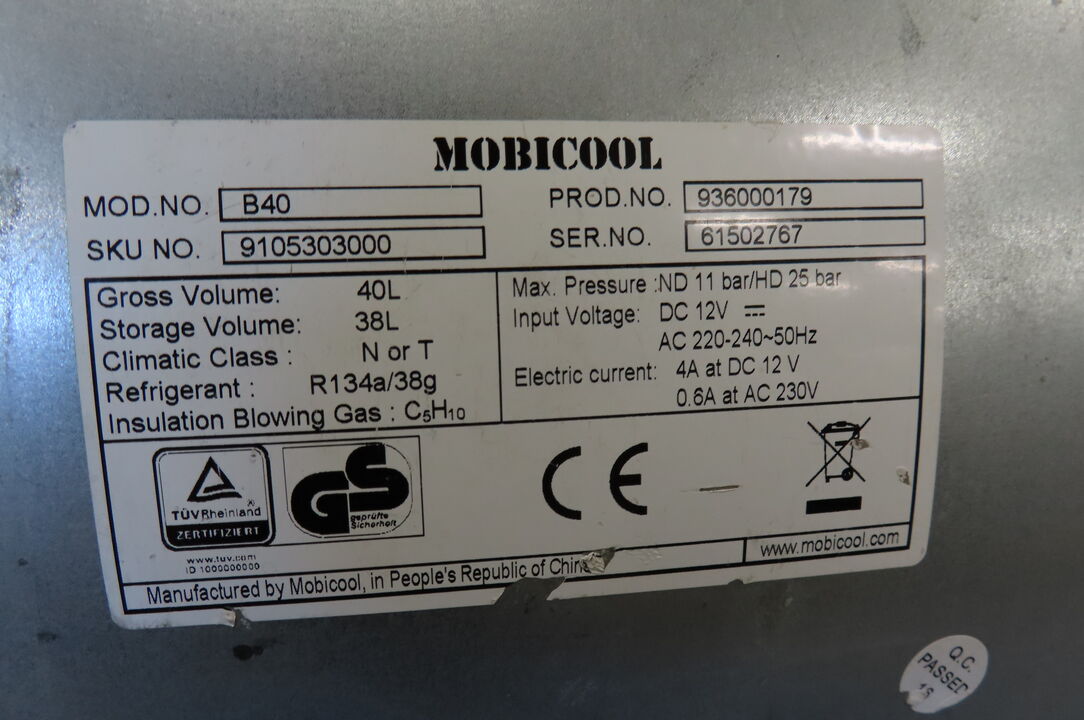 MOBICOOL
MOD.NO. B40 PROD.NO. 936000179
SKU NO. 9105303000 SER.NO. 61502767
Gross Volume: 40L
Storage Volume: 38L
Climatic Class : N or T
Refrigerant : R134a/38g
Insulation Blowing Gas : C₅H₁₀
Max. Pressure :ND 11 bar/HD 25 bar
Input Voltage: DC 12V ⎓
AC 220-240~50Hz
Electric current: 4A at DC 12 V
0.6A at AC 230V
TÜVRheinland ®
ZERTIFIZIERT
www.tuv.com
ID 1000000000
GS
geprüfte
Sicherheit
CE
Manufactured by Mobicool, in People's Republic of China
www.mobicool.com
Q.C.
PASSED